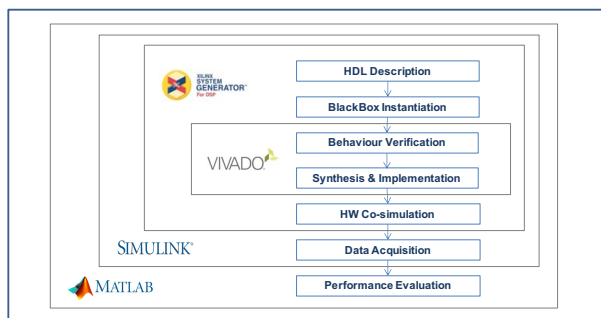 XILINX
SYSTEM
GENERATOR™
For DSP
HDL Description
BlackBox Instantiation
VIVADO
Behaviour Verification
Synthesis & Implementation
HW Co-simulation
SIMULINK®
Data Acquisition
MATLAB
Performance Evaluation